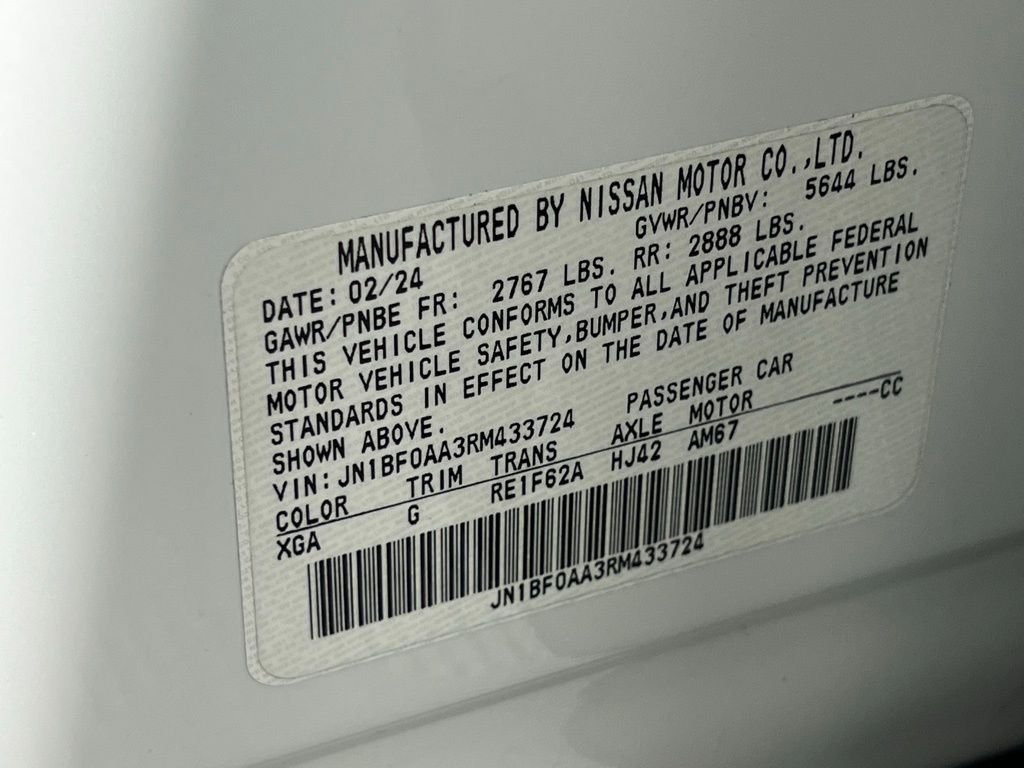 MANUFACTURED BY NISSAN MOTOR CO.,LTD.
DATE: 02/24 GVWR/PNBV: 5644 LBS.
GAWR/PNBE FR: 2767 LBS. RR: 2888 LBS.
THIS VEHICLE CONFORMS TO ALL APPLICABLE FEDERAL
MOTOR VEHICLE SAFETY,BUMPER,AND THEFT PREVENTION
STANDARDS IN EFFECT ON THE DATE OF MANUFACTURE
SHOWN ABOVE.
VIN: JN1BF0AA3RM433724 PASSENGER CAR
COLOR TRIM TRANS AXLE MOTOR
XGA G RE1F62A HJ42 AM67 ----CC
JN1BF0AA3RM433724